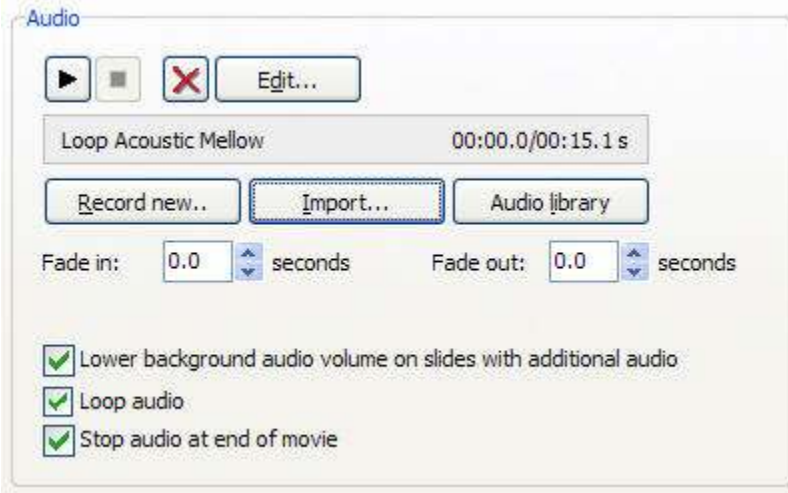 Audio
Edit...
Loop Acoustic Mellow 00:00.0/00:15.1 s
Record new.. Import... Audio library
Fade in: 0.0 seconds Fade out: 0.0 seconds
Lower background audio volume on slides with additional audio
Loop audio
Stop audio at end of movie